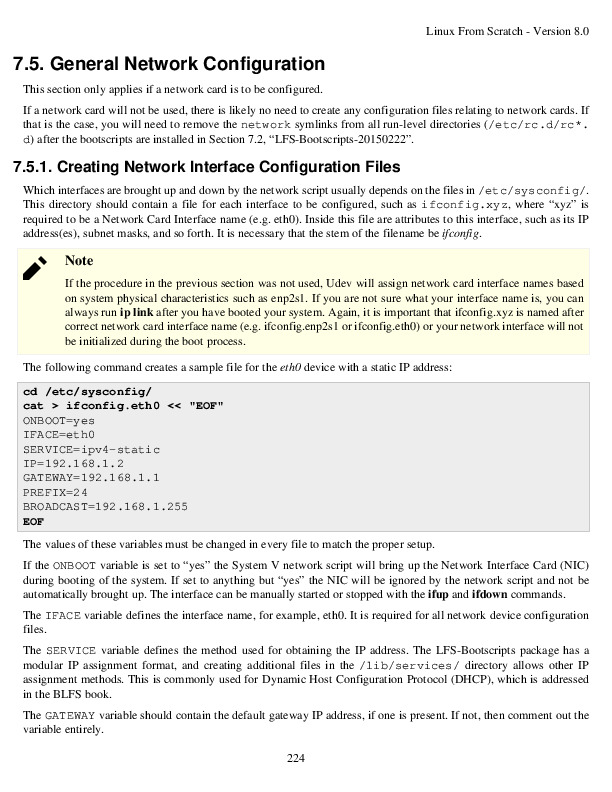 Linux From Scratch - Version 8.0
7.5. General Network Configuration
This section only applies if a network card is to be configured.
If a network card will not be used, there is likely no need to create any configuration files relating to network cards. If
that is the case, you will need to remove the network symlinks from all run-level directories (/etc/rc.d/rc*.
d) after the bootscripts are installed in Section 7.2, “LFS-Bootscripts-20150222”.
7.5.1. Creating Network Interface Configuration Files
Which interfaces are brought up and down by the network script usually depends on the files in /etc/sysconfig/.
This directory should contain a file for each interface to be configured, such as ifconfig.xyz, where “xyz” is
required to be a Network Card Interface name (e.g. eth0). Inside this file are attributes to this interface, such as its IP
address(es), subnet masks, and so forth. It is necessary that the stem of the filename be ifconfig.
Note
If the procedure in the previous section was not used, Udev will assign network card interface names based
on system physical characteristics such as enp2s1. If you are not sure what your interface name is, you can
always run ip link after you have booted your system. Again, it is important that ifconfig.xyz is named after
correct network card interface name (e.g. ifconfig.enp2s1 or ifconfig.eth0) or your network interface will not
be initialized during the boot process.
The following command creates a sample file for the eth0 device with a static IP address:
cd /etc/sysconfig/
cat > ifconfig.eth0 << "EOF"
ONBOOT=yes
IFACE=eth0
SERVICE=ipv4-static
IP=192.168.1.2
GATEWAY=192.168.1.1
PREFIX=24
BROADCAST=192.168.1.255
EOF
The values of these variables must be changed in every file to match the proper setup.
If the ONBOOT variable is set to “yes” the System V network script will bring up the Network Interface Card (NIC)
during booting of the system. If set to anything but “yes” the NIC will be ignored by the network script and not be
automatically brought up. The interface can be manually started or stopped with the ifup and ifdown commands.
The IFACE variable defines the interface name, for example, eth0. It is required for all network device configuration
files.
The SERVICE variable defines the method used for obtaining the IP address. The LFS-Bootscripts package has a
modular IP assignment format, and creating additional files in the /lib/services/ directory allows other IP
assignment methods. This is commonly used for Dynamic Host Configuration Protocol (DHCP), which is addressed
in the BLFS book.
The GATEWAY variable should contain the default gateway IP address, if one is present. If not, then comment out the
variable entirely.
224